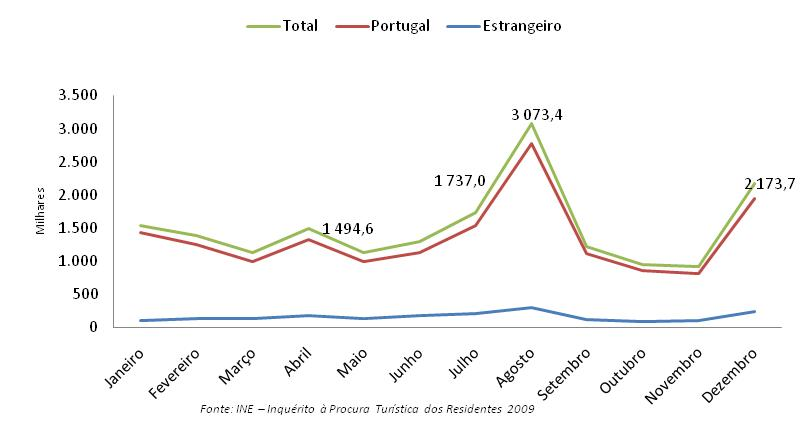 Total Portugal Estrangeiro
3.500
3.000
2.500
2.000
1.500
1.000
500
0
Milhares
1 494,6
1 737,0
3 073,4
2 173,7
Janeiro
Fevereiro
Março
Abril
Maio
Junho
Julho
Agosto
Setembro
Outubro
Novembro
Dezembro
Fonte: INE – Inquérito à Procura Turística dos Residentes 2009